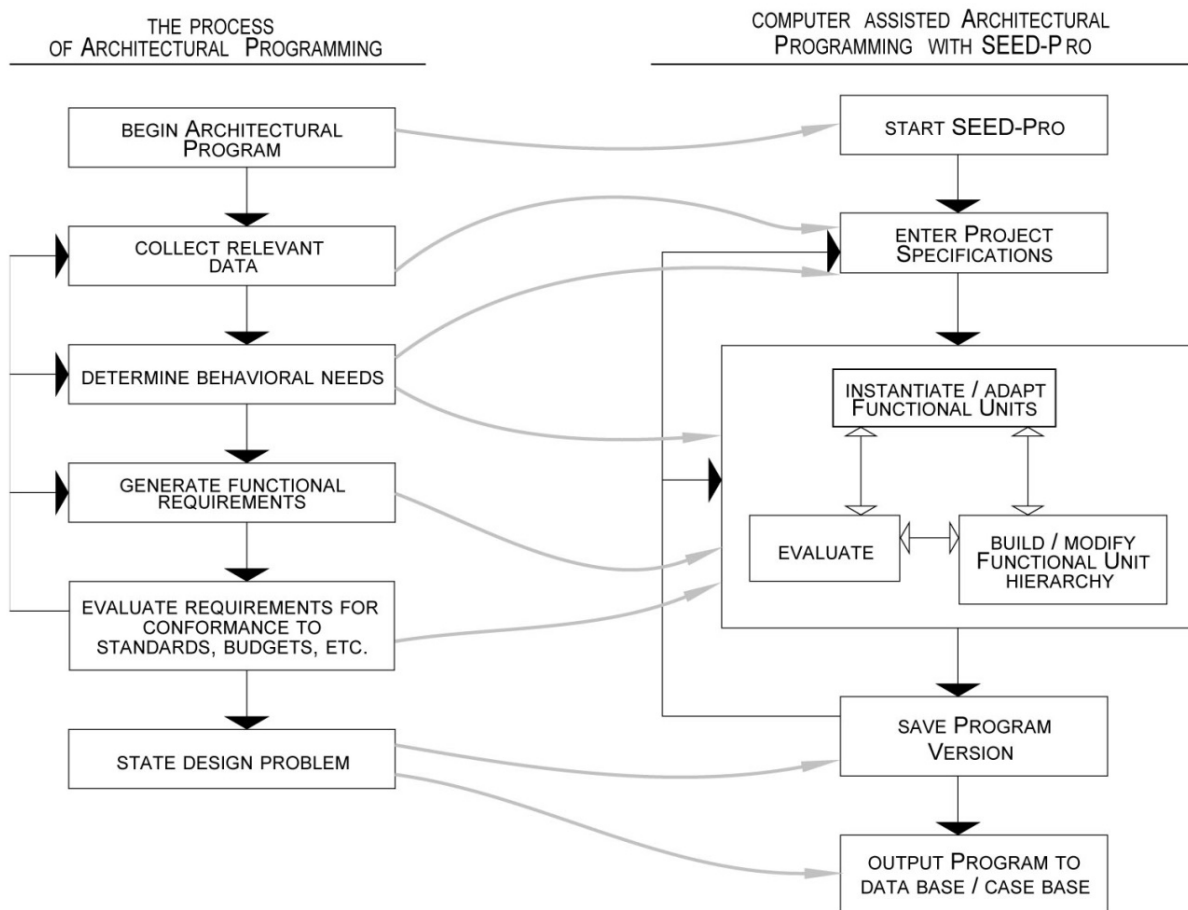 THE PROCESS
OF ARCHITECTURAL PROGRAMMING
BEGIN ARCHITECTURAL
PROGRAM
COLLECT RELEVANT
DATA
DETERMINE BEHAVIORAL NEEDS
GENERATE FUNCTIONAL
REQUIREMENTS
EVALUATE REQUIREMENTS FOR
CONFORMANCE TO
STANDARDS, BUDGETS, ETC.
STATE DESIGN PROBLEM
COMPUTER ASSISTED ARCHITECTURAL
PROGRAMMING WITH SEED-PRO
START SEED-PRO
ENTER PROJECT
SPECIFICATIONS
INSTANTIATE / ADAPT
FUNCTIONAL UNITS
EVALUATE
BUILD / MODIFY
FUNCTIONAL UNIT
HIERARCHY
SAVE PROGRAM
VERSION
OUTPUT PROGRAM TO
DATA BASE / CASE BASE